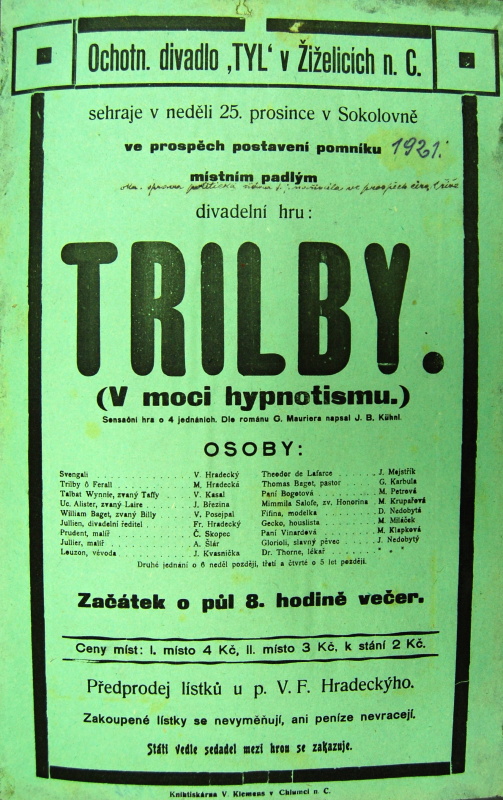 Ochotn. divadlo ‚TYL' v Žiželicích n. C.
sehraje v neděli 25. prosince v Sokolovně
ve prospěch postavení pomníku 1921.
místním padlým
divadelní hru:
TRILBY.
(V moci hypnotismu.)
Sensační hra o 4 jednáních. Dle románu G. Mauriera napsal J. B. Kühnl.
OSOBY:
Svengali . . . . . V. Hradecký
Trilby ô Ferall . . . . . M. Hradecká
Talbat Wynnie, zvaný Taffy . . V. Kasal
Uc. Alister, zvaný Laire . . . J. Březina
William Baget, zvaný Billy . . V. Posejpal
Jullien, divadelní ředitel . . . Fr. Hradecký
Prudent, malíř . . . . . Č. Skopec
Jullier, malíř . . . . . A. Šlár
Leuzon, vévoda . . . . . J. Kvasnička
Theodor de Lafarce . . . . J. Majstřík
Thomas Baget, pastor . . . G. Karbula
Paní Bogotová . . . . . M. Petrová
Mimmila Salofe, zv. Honorina . M. Krupařová
Fifina, modelka . . . . . D. Nedobytá
Gecko, houslista . . . . . M. Miláček
Paní Vinardová . . . . . M. Klapková
Glorioli, slavný pěvec . . . J. Nedobytý
Dr. Thorne, lékař . . . . . * * *
Druhé jednání o 6 neděl později, třetí a čtvrté o 5 let později.
Začátek o půl 8. hodině večer.
Ceny míst: I. místo 4 Kč, II. místo 3 Kč, k stání 2 Kč.
Předprodej lístků u p. V. F. Hradeckýho.
Zakoupené lístky se nevyměňují, ani peníze nevracejí.
Státi vedle sedadel mezi hrou se zakazuje.
Knihtiskárna V. Klemens v Chlumci n. C.